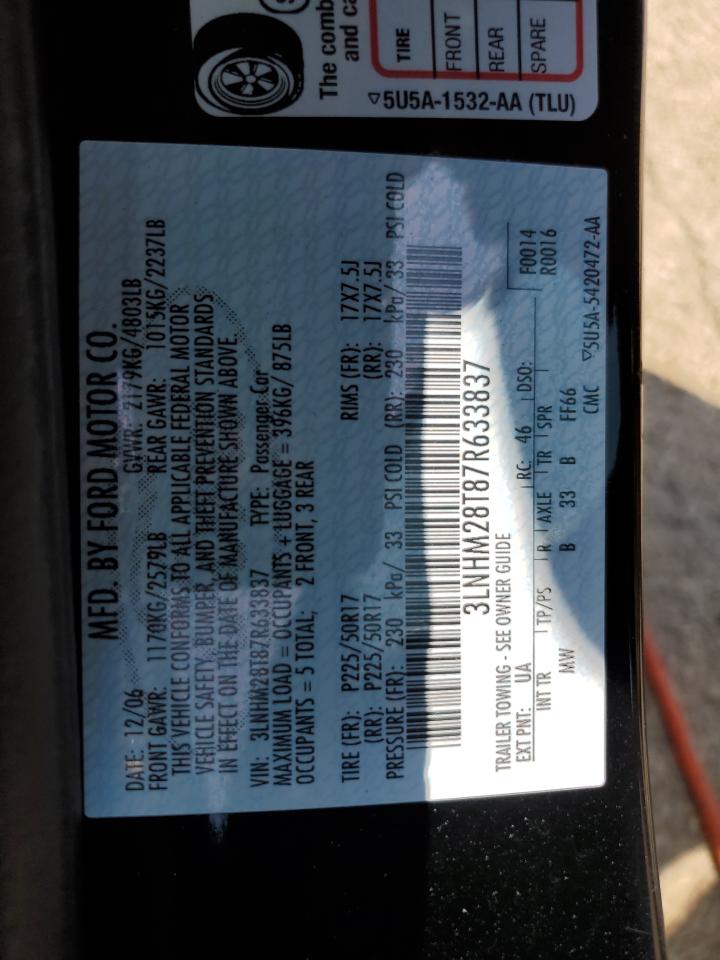 The comb
and ca
TIRE
FRONT
REAR
SPARE
▽5U5A-1532-AA (TLU)
MFD. BY FORD MOTOR CO.
DATE: 12/06 GVWR: 2179KG/4803LB
FRONT GAWR: 1170KG/2579LB REAR GAWR: 1015KG/2237LB
THIS VEHICLE CONFORMS TO ALL APPLICABLE FEDERAL MOTOR
VEHICLE SAFETY, BUMPER, AND THEFT PREVENTION STANDARDS
IN EFFECT ON THE DATE OF MANUFACTURE SHOWN ABOVE.
VIN: 3LNHM28T87R633837 TYPE: Passenger Car
MAXIMUM LOAD = OCCUPANTS + LUGGAGE = 396KG/ 875LB
OCCUPANTS = 5 TOTAL; 2 FRONT, 3 REAR
TIRE (FR): P225/50R17 RIMS (FR): 17X7.5J
(RR): P225/50R17 (RR): 17X7.5J
PRESSURE (FR): 230 kPa/ 33 PSI COLD (RR): 230 kPa/ 33 PSI COLD
3LNHM28T87R633837
TRAILER TOWING - SEE OWNER GUIDE
EXT PNT: UA RC: 46 DSO: F0014
R0016
INT TR TP/PS R AXLE TR SPR
MW B 33 B FF66
CMC ▽5U5A-5420472-AA